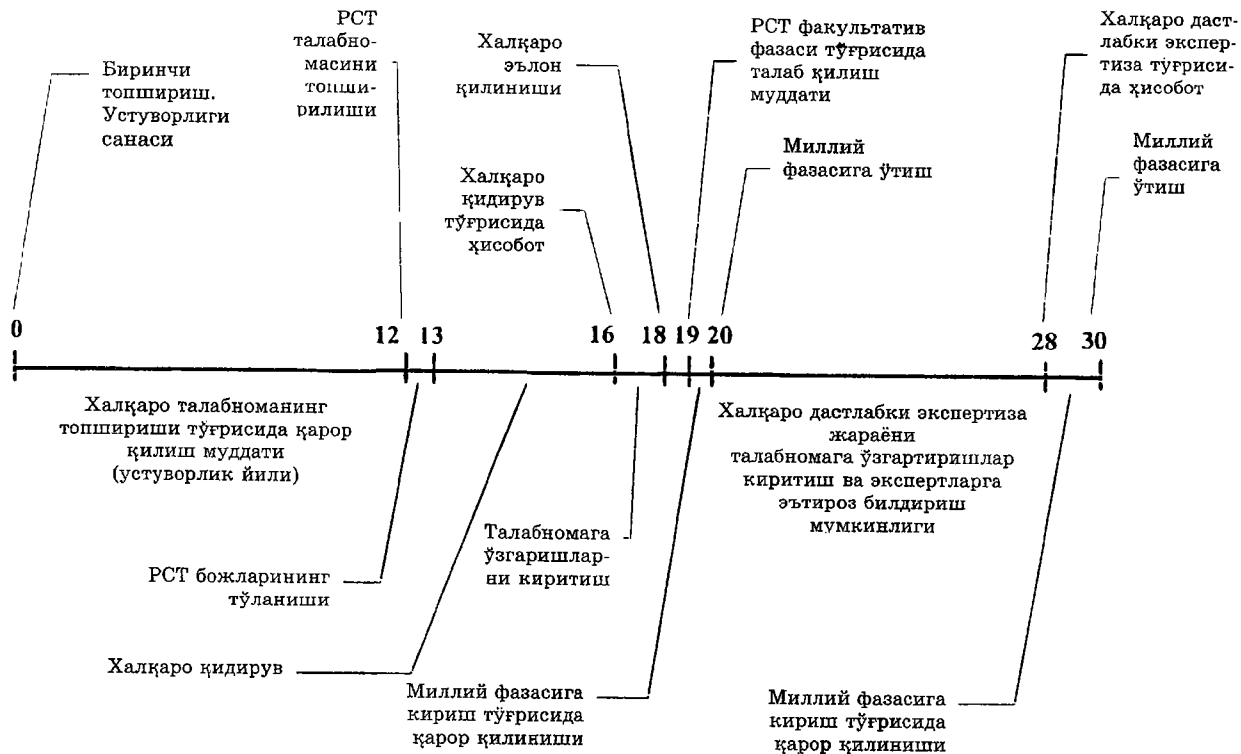 Биринчи
топшириш.
Устуворлиги
санаси
PCT
талабно-
масини
топши-
рилиши
Халқаро
эълон
қилиниши
Халқаро
қидирув
тўғрисида
ҳисобот
PCT факультатив
фазаси тўғрисида
талаб қилиш
муддати
Миллий
фазасига ўтиш
Халқаро даст-
лабки экспер-
тиза тўғриси-
да ҳисобот
Миллий
фазасига
ўтиш
0 12 13 16 18 19 20 28 30
Халқаро талабноманинг
топшириши тўғрисида қарор
қилиш муддати
(устуворлик йили)
PCT божларининг
тўланиши
Халқаро қидирув
Талабномага
ўзгаришлар-
ни киритиш
Миллий фазасига
кириш тўғрисида
қарор қилиниши
Халқаро дастлабки экспертиза
жараёни
талабномага ўзгартиришлар
киритиш ва экспертларга
эътироз билдириш
мумкинлиги
Миллий фазасига
кириш тўғрисида
қарор қилиниши